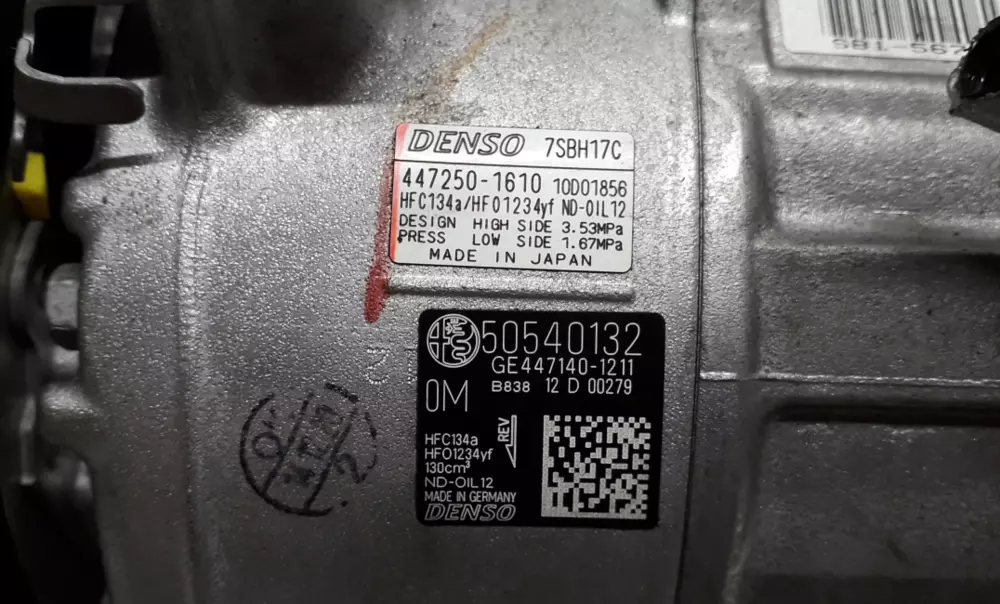 DENSO 7SBH17C
447250-1610 10D01856
HFC134a/HFO1234yf ND-OIL12
DESIGN HIGH SIDE 3.53MPa
PRESS LOW SIDE 1.67MPa
MADE IN JAPAN
50540132
GE447140-1211
B838 12 D 00279
0M
REV
HFC134a
HFO1234yf
130cm³
ND-OIL12
MADE IN GERMANY
DENSO